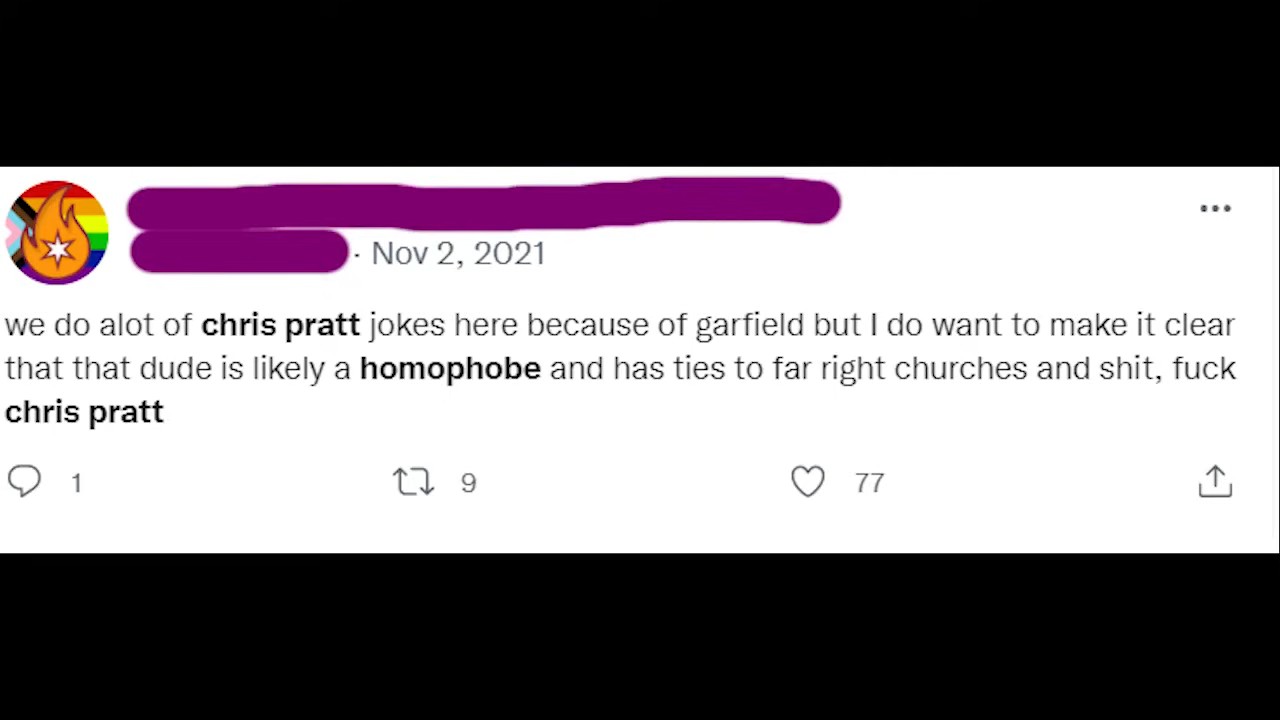 · Nov 2, 2021
we do alot of chris pratt jokes here because of garfield but I do want to make it clear
that that dude is likely a homophobe and has ties to far right churches and shit, fuck
chris pratt
1 9 77